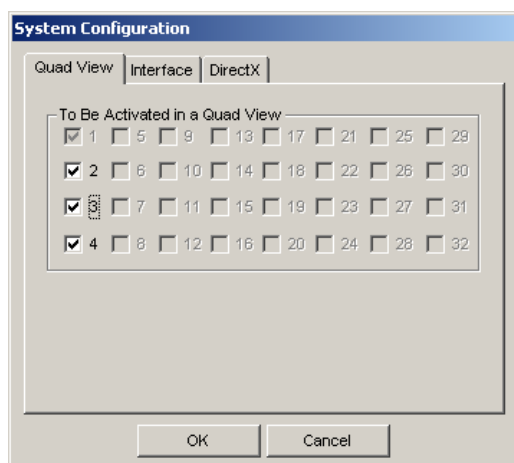 System Configuration
Quad View Interface DirectX
To Be Activated in a Quad View
1 5 9 13 17 21 25 29
2 6 10 14 18 22 26 30
3 7 11 15 19 23 27 31
4 8 12 16 20 24 28 32
OK Cancel